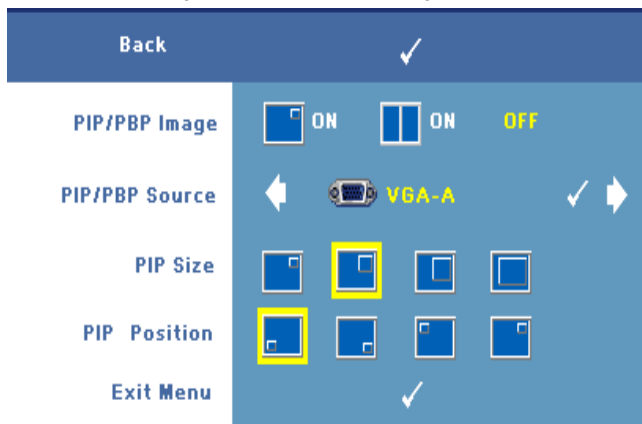 Back
PIP/PBP Image ON ON OFF
PIP/PBP Source VGA-A
PIP Size
PIP Position
Exit Menu